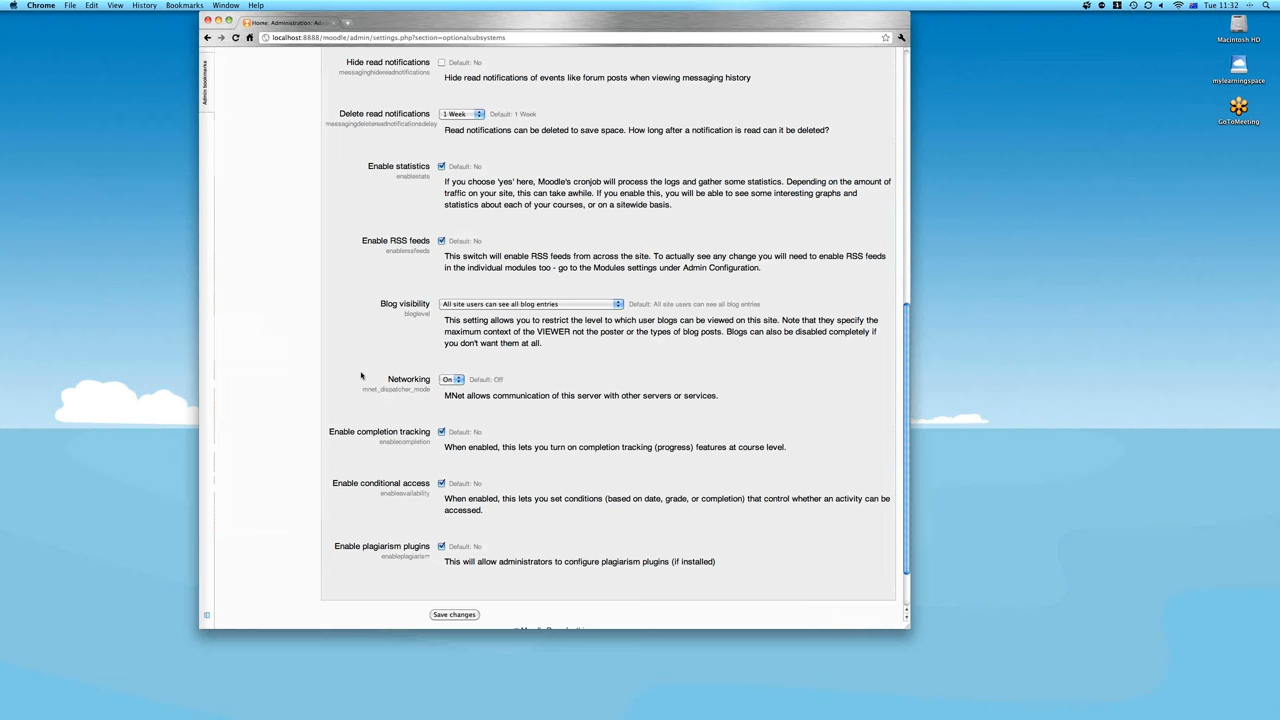 Chrome File Edit View History Bookmarks Window Help
Tue 11:32
Home: Administration: Adv
localhost:8888/moodle/admin/settings.php?section=optionalsubsystems
Macintosh HD
mylearningspace
GoToMeeting
Admin bookmarks
Hide read notifications Default: No
messaginghidereadnotifications
Hide read notifications of events like forum posts when viewing messaging history
Delete read notifications 1 Week Default: 1 Week
messagingdeletereadnotificationsdelay
Read notifications can be deleted to save space. How long after a notification is read can it be deleted?
Enable statistics Default: No
enablestats
If you choose 'yes' here, Moodle's cronjob will process the logs and gather some statistics. Depending on the amount of
traffic on your site, this can take awhile. If you enable this, you will be able to see some interesting graphs and
statistics about each of your courses, or on a sitewide basis.
Enable RSS feeds Default: No
enablerssfeeds
This switch will enable RSS feeds from across the site. To actually see any change you will need to enable RSS feeds
in the individual modules too - go to the Modules settings under Admin Configuration.
Blog visibility All site users can see all blog entries Default: All site users can see all blog entries
bloglevel
This setting allows you to restrict the level to which user blogs can be viewed on this site. Note that they specify the
maximum context of the VIEWER not the poster or the types of blog posts. Blogs can also be disabled completely if
you don't want them at all.
Networking On Default: Off
mnet_dispatcher_mode
MNet allows communication of this server with other servers or services.
Enable completion tracking Default: No
enablecompletion
When enabled, this lets you turn on completion tracking (progress) features at course level.
Enable conditional access Default: No
enableavailability
When enabled, this lets you set conditions (based on date, grade, or completion) that control whether an activity can be
accessed.
Enable plagiarism plugins Default: No
enableplagiarism
This will allow administrators to configure plagiarism plugins (if installed)
Save changes